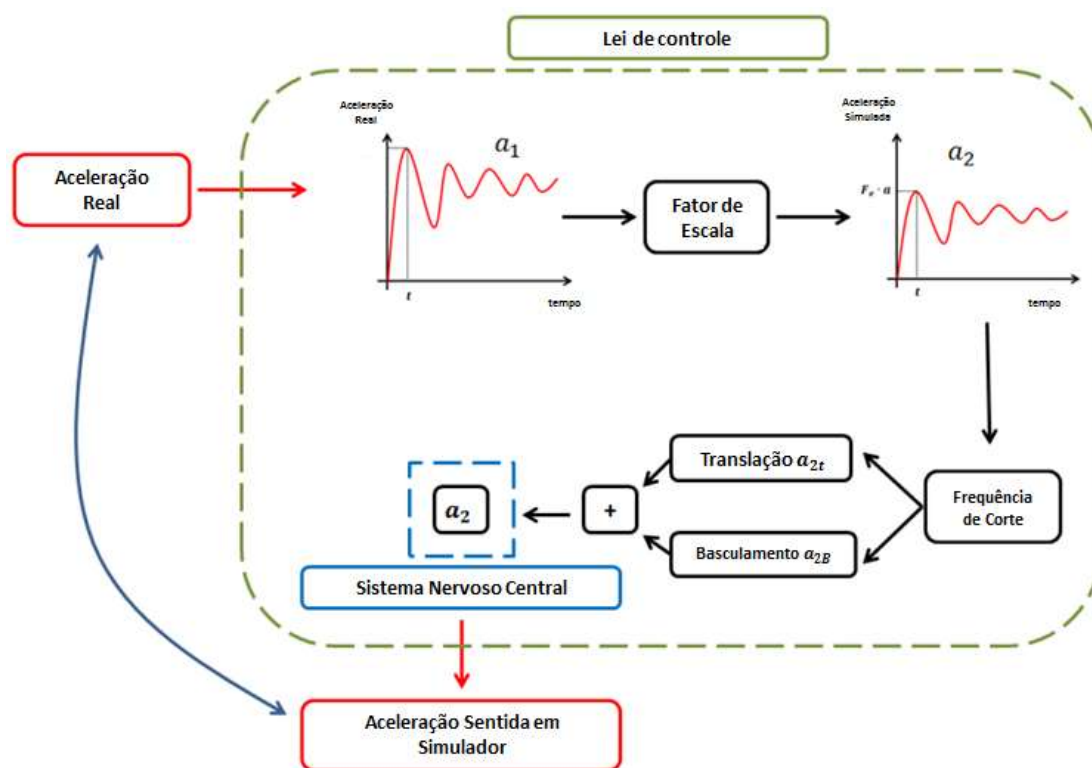 Lei de controle
Aceleração
Real
Aceleração
Real
a₁
t
tempo
Fator de
Escala
Aceleração
Simulada
a₂
Fₑ · a
t
tempo
Translação a₂ₜ
Frequência
de Corte
a₂
+
Basculamento a₂B
Sistema Nervoso Central
Aceleração Sentida em
Simulador